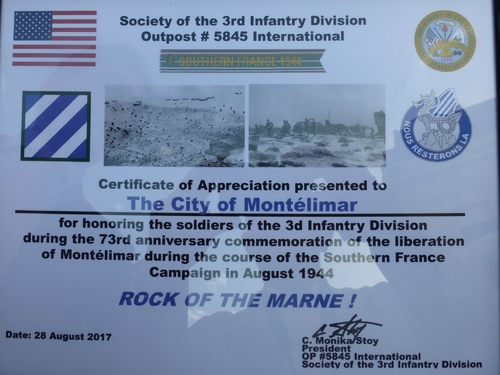 Society of the 3rd Infantry Division
Outpost # 5845 International
SOUTHERN FRANCE 1944
NOUS RESTERONS LA
Certificate of Appreciation presented to
The City of Montélimar
for honoring the soldiers of the 3d Infantry Division
during the 73rd anniversary commemoration of the liberation
of Montélimar during the course of the Southern France
Campaign in August 1944
ROCK OF THE MARNE !
Date: 28 August 2017
C. Monika Stoy
President
OP #5845 International
Society of the 3rd Infantry Division